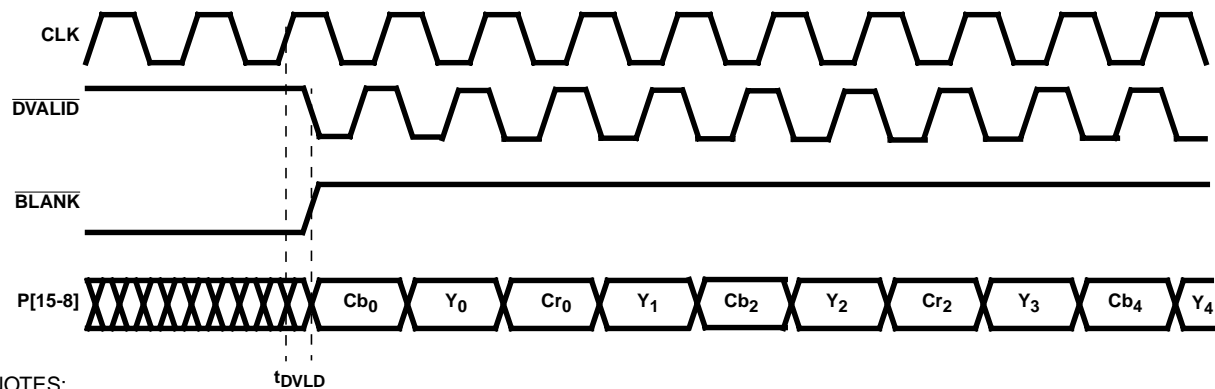 CLK
DVALID
BLANK
P[15-8]
Cb0 Y0 Cr0 Y1 Cb2 Y2 Cr2 Y3 Cb4 Y4
tDVLD
NOTES: